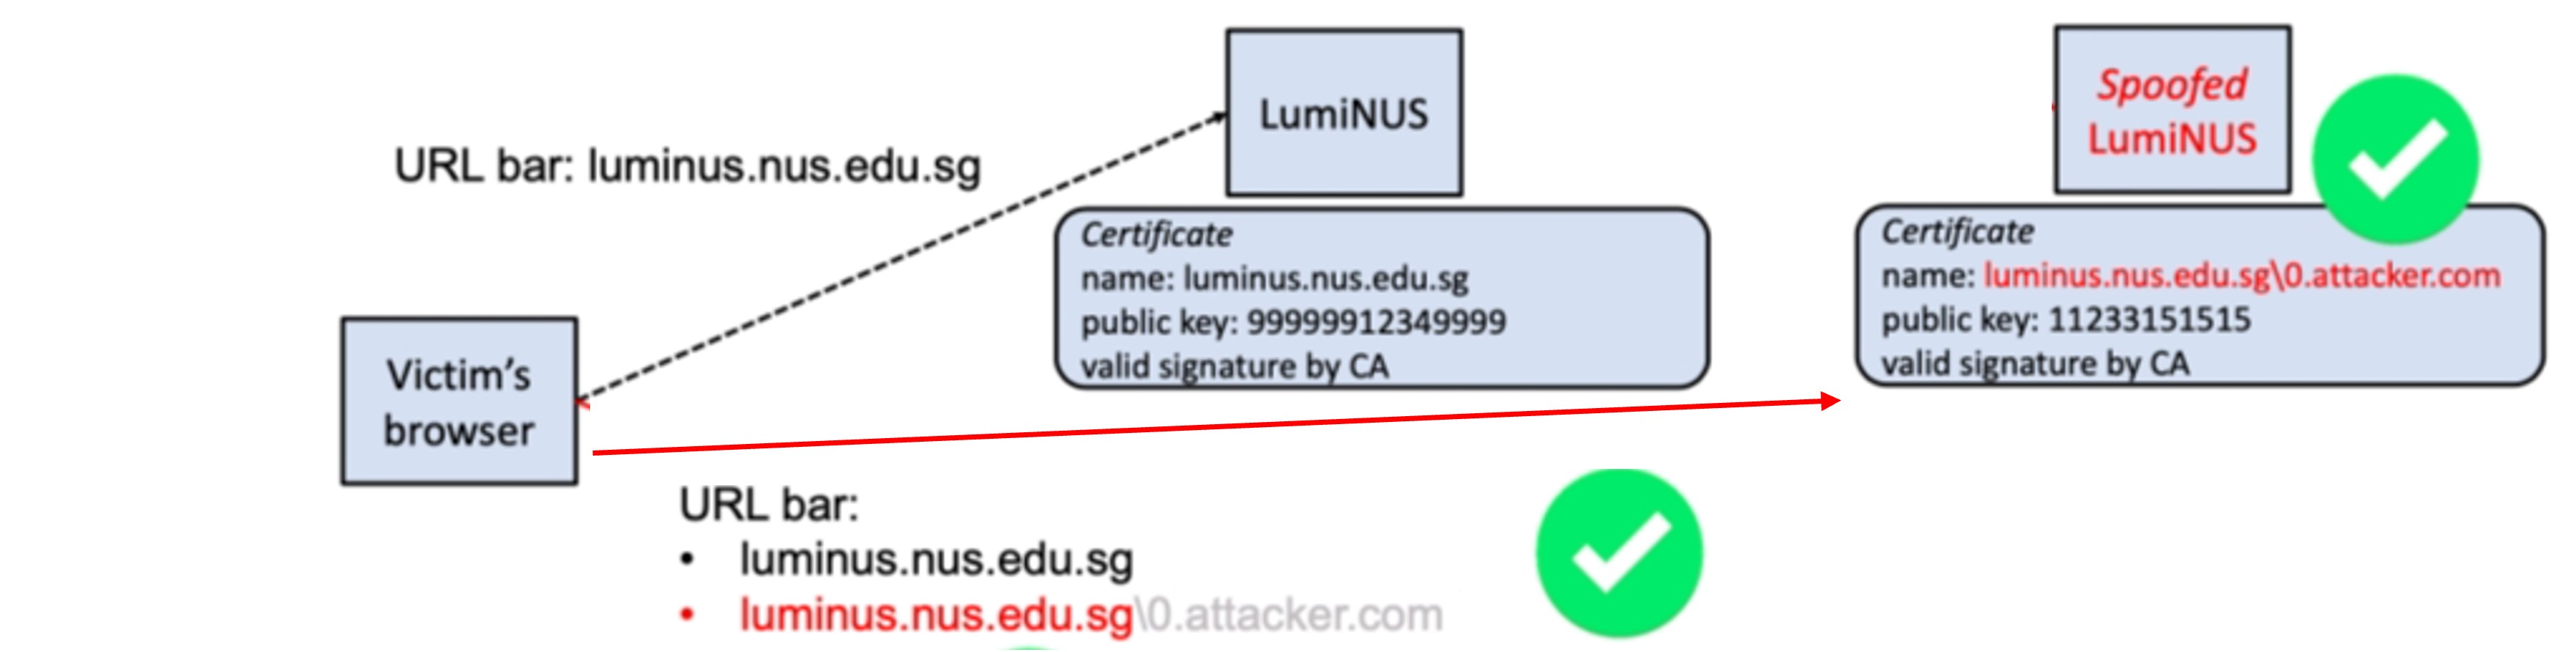 LumiNUS
Spoofed
LumiNUS
URL bar: luminus.nus.edu.sg
Certificate
name: luminus.nus.edu.sg
public key: 99999912349999
valid signature by CA
Certificate
name: luminus.nus.edu.sg\0.attacker.com
public key: 11233151515
valid signature by CA
Victim's
browser
URL bar:
• luminus.nus.edu.sg
• luminus.nus.edu.sg\0.attacker.com